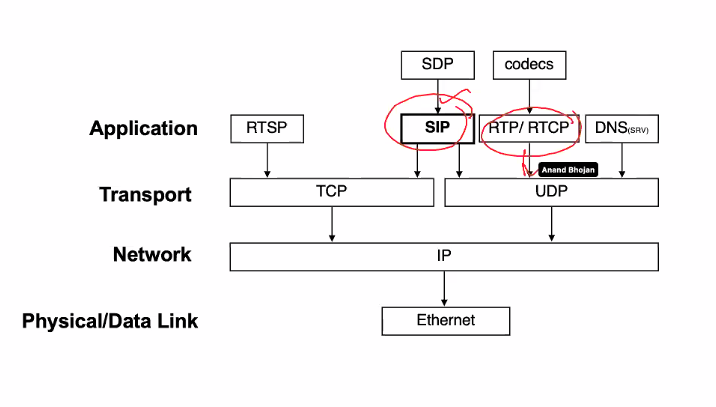 SDP codecs
Application RTSP SIP RTP/ RTCP DNS(SRV)
Anand Bhojan
Transport TCP UDP
Network IP
Physical/Data Link Ethernet